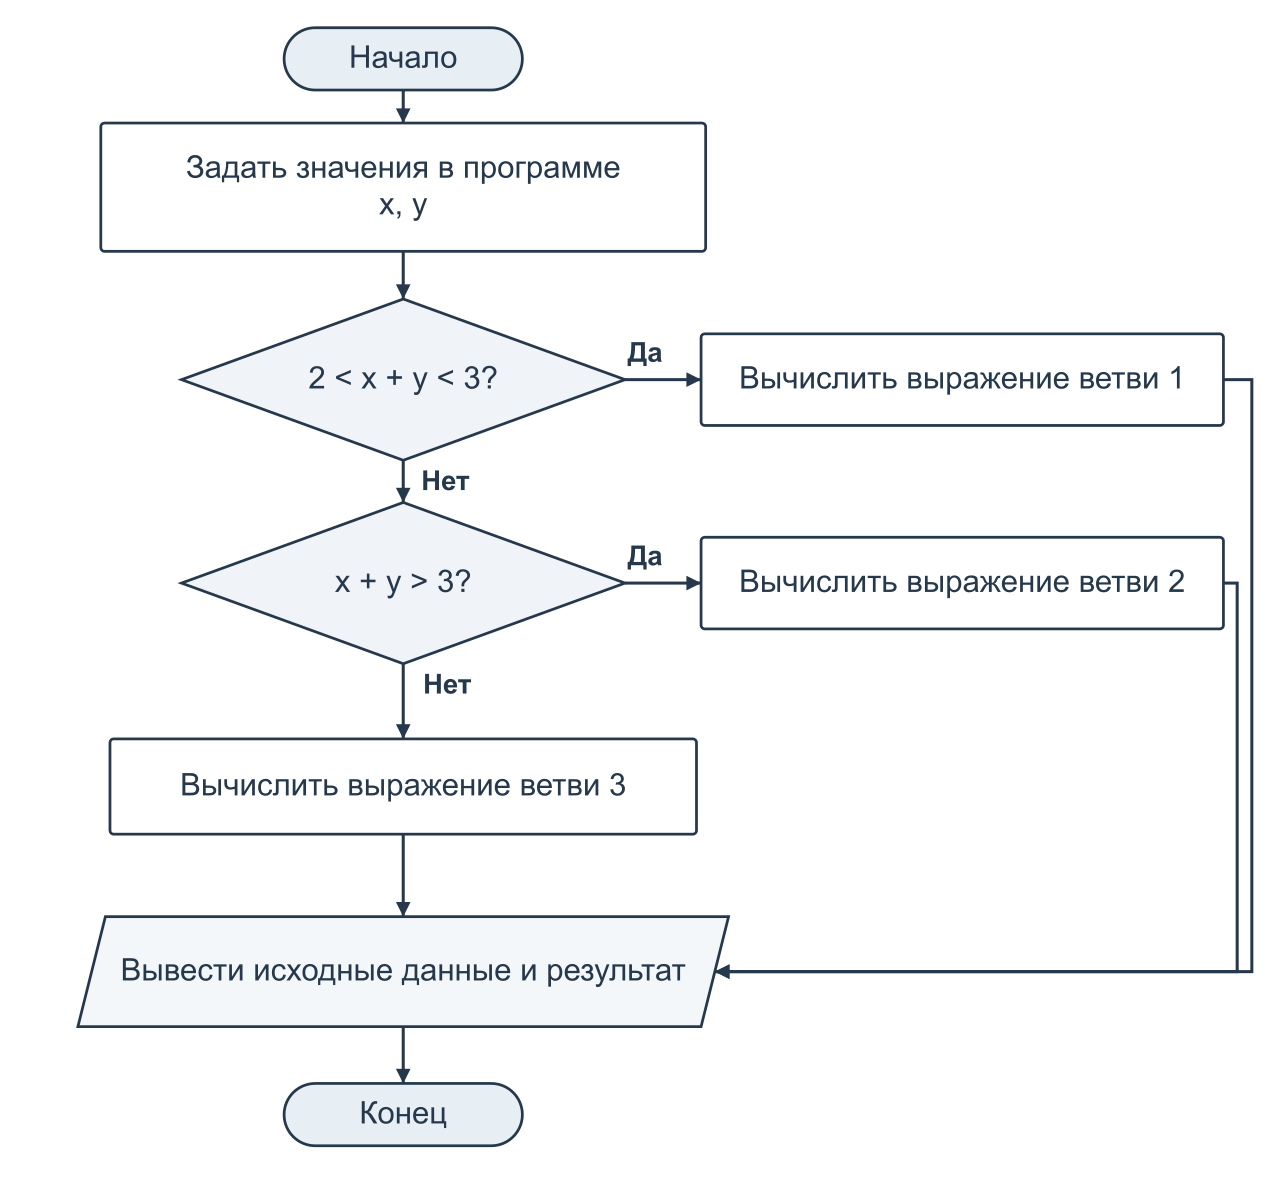 Начало
Задать значения в программе
x, y
2 < x + y < 3?
Да
Вычислить выражение ветви 1
Нет
x + y > 3?
Да
Вычислить выражение ветви 2
Нет
Вычислить выражение ветви 3
Вывести исходные данные и результат
Конец